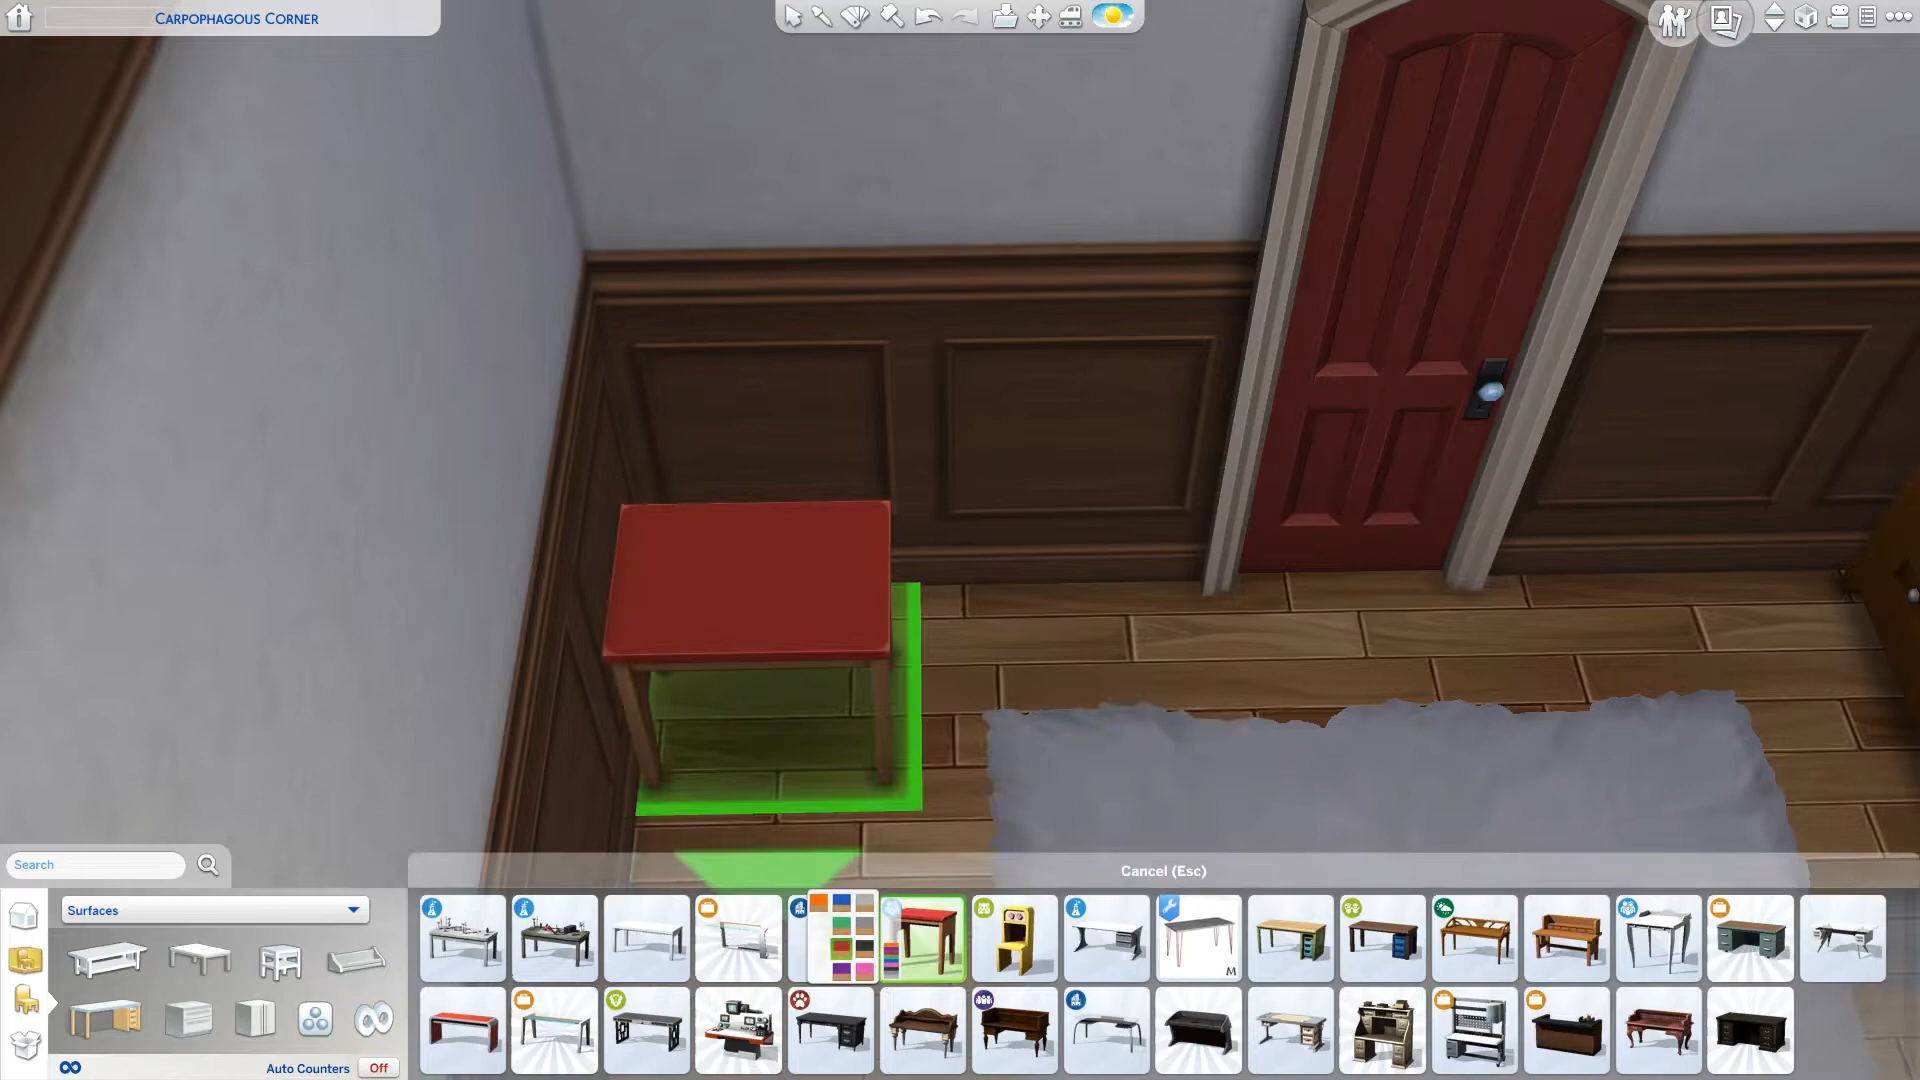 CARPOPHAGOUS CORNER
Cancel (Esc)
Search
Surfaces
M
Auto Counters
Off